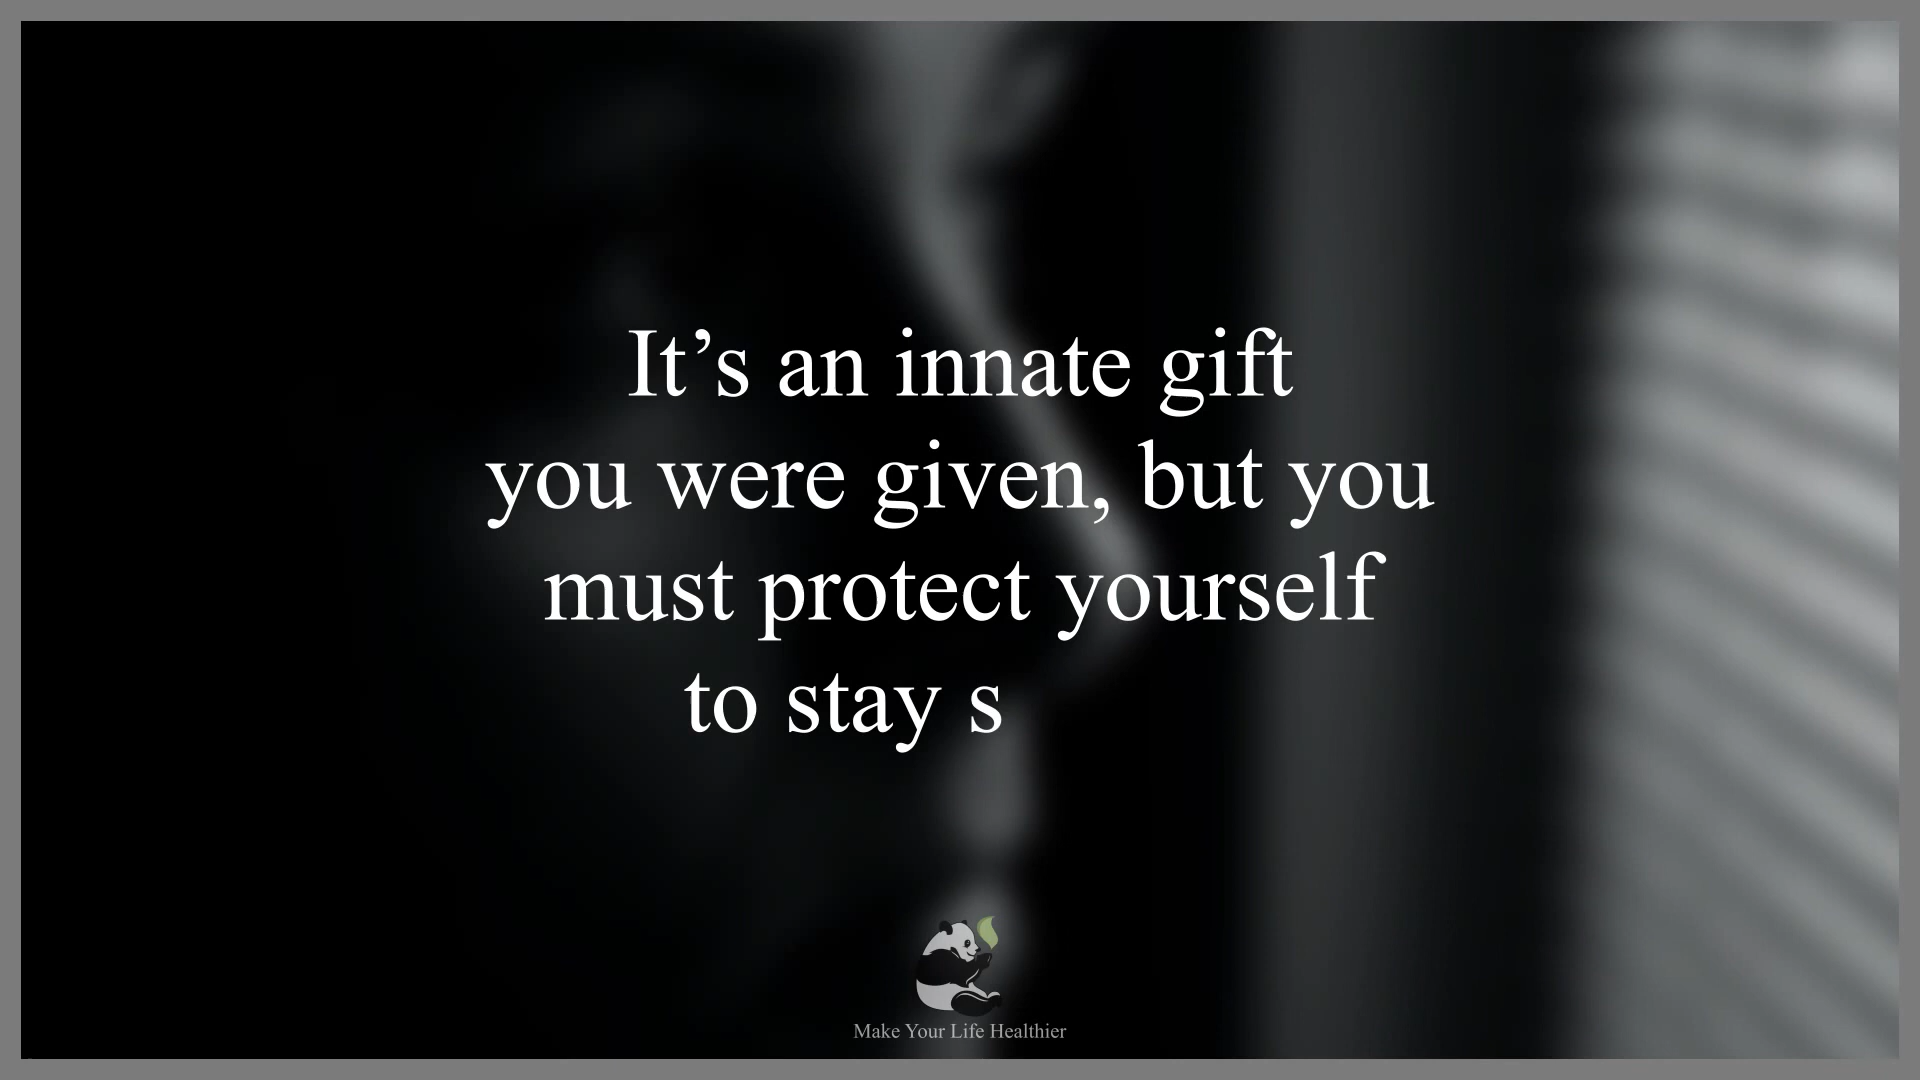 It’s an innate gift
you were given, but you
must protect yourself
to stay s
Make Your Life Healthier